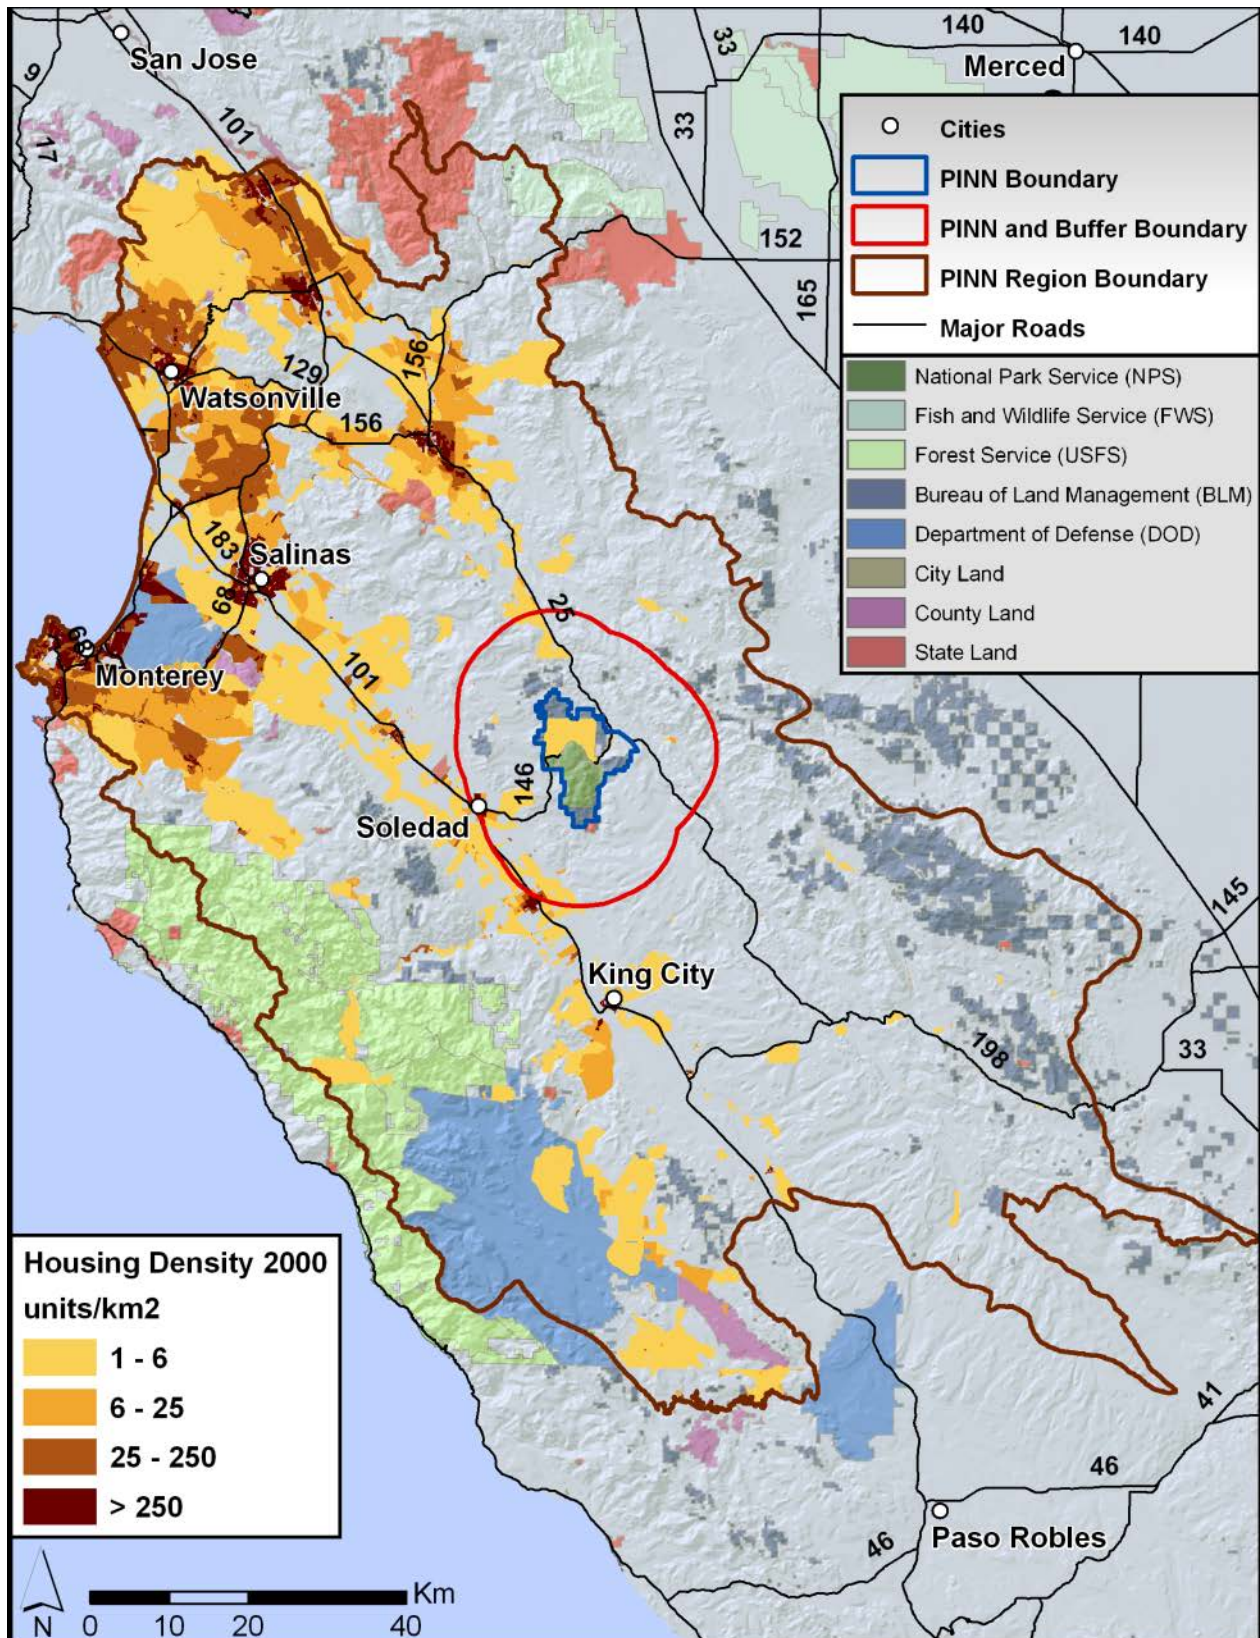 San Jose
Merced
140
140
33
33
9
17
101
152
165
Cities
PINN Boundary
PINN and Buffer Boundary
PINN Region Boundary
Major Roads
National Park Service (NPS)
Fish and Wildlife Service (FWS)
Forest Service (USFS)
Bureau of Land Management (BLM)
Department of Defense (DOD)
City Land
County Land
State Land
129
156
Watsonville
156
183
Salinas
68
25
68
Monterey
101
146
Soledad
King City
145
198
33
Housing Density 2000
units/km2
1 - 6
6 - 25
25 - 250
> 250
41
46
46
Paso Robles
Km
N
0 10 20 40